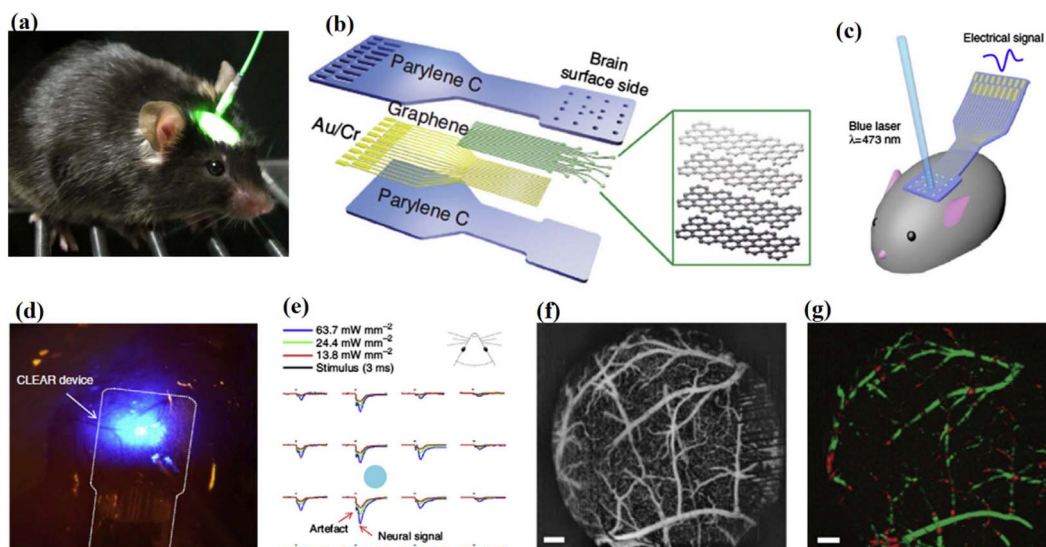 (a)
(b)
Parylene C
Brain
surface side
Graphene
Au/Cr
Parylene C
(c)
Electrical signal
Blue laser
λ=473 nm
(d)
CLEAR device
(e)
63.7 mW mm⁻²
24.4 mW mm⁻²
13.8 mW mm⁻²
Stimulus (3 ms)
Artefact
Neural signal
(f)
(g)